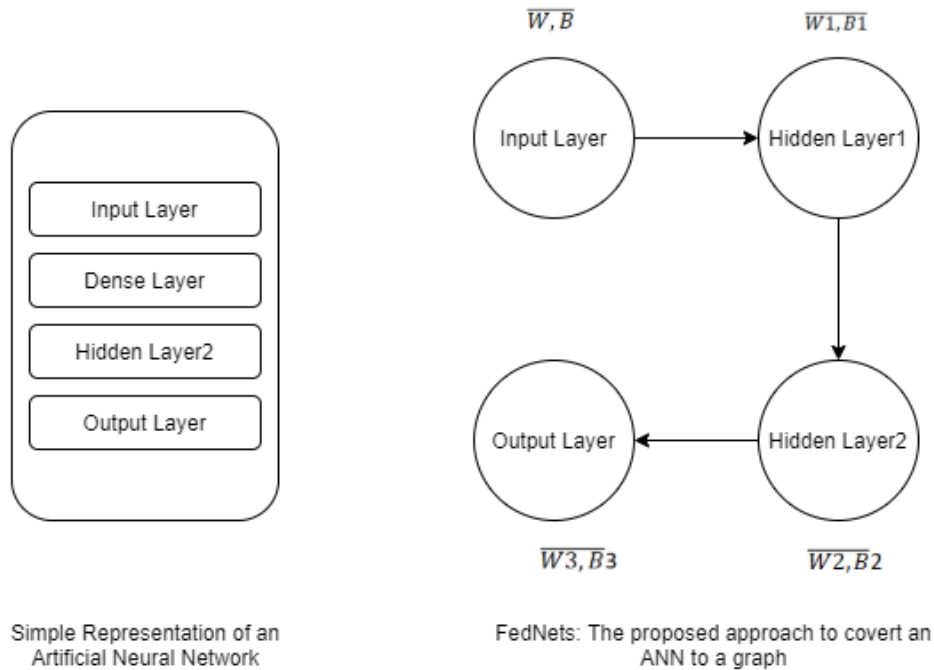 Input Layer
Dense Layer
Hidden Layer2
Output Layer
Simple Representation of an
Artificial Neural Network
W, B
W1,B1
Input Layer
Hidden Layer1
Output Layer
Hidden Layer2
W3,B3
W2,B2
FedNets: The proposed approach to covert an
ANN to a graph